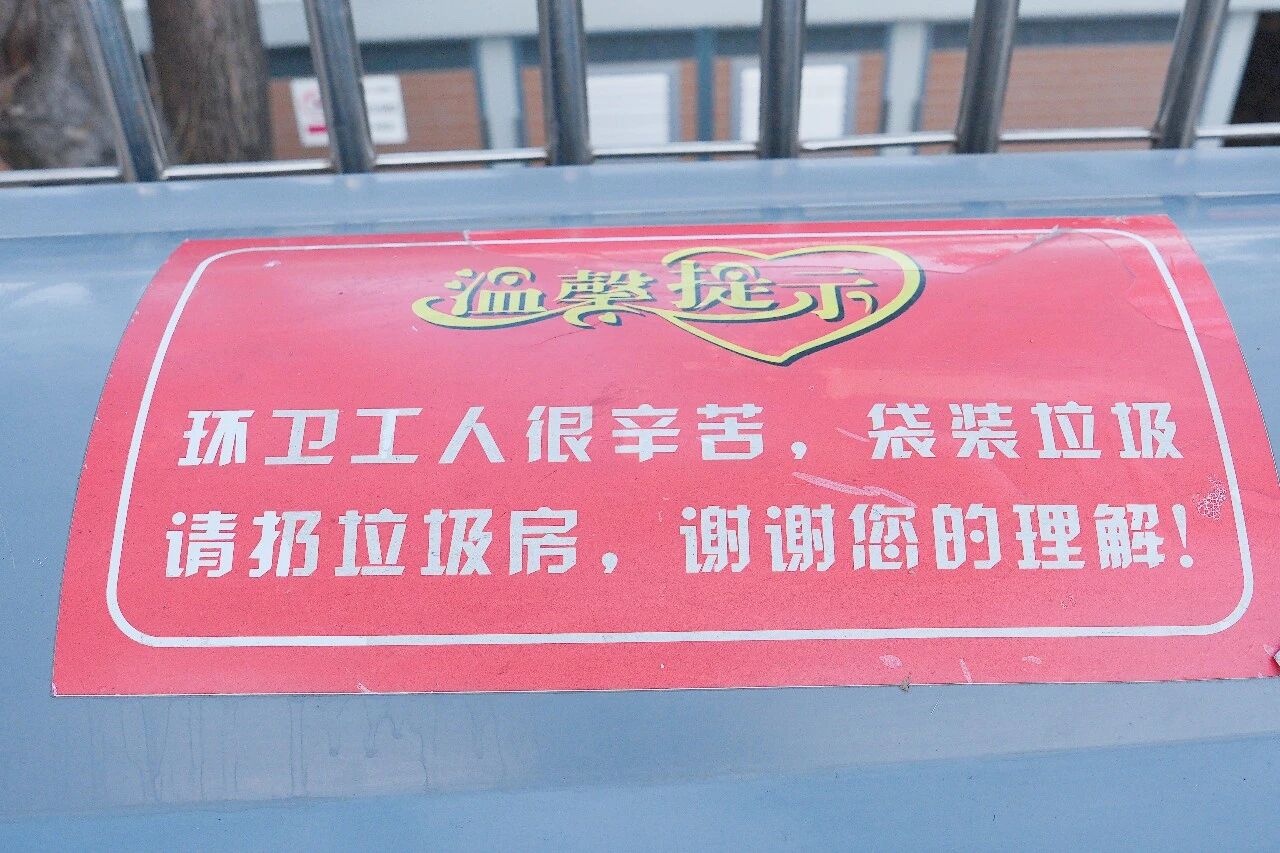 温馨提示
环卫工人很辛苦，袋装垃圾
请扔垃圾房，谢谢您的理解！